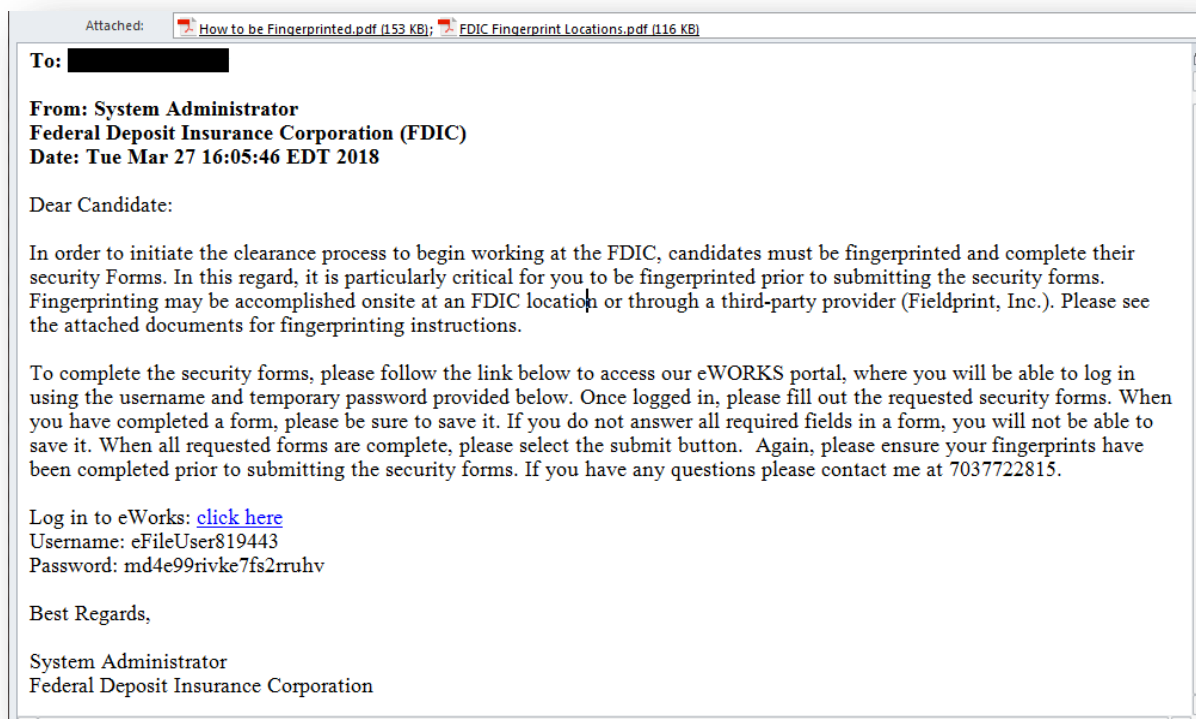 Attached: How to be Fingerprinted.pdf (153 KB); FDIC Fingerprint Locations.pdf (116 KB)
To:
From: System Administrator
Federal Deposit Insurance Corporation (FDIC)
Date: Tue Mar 27 16:05:46 EDT 2018
Dear Candidate:
In order to initiate the clearance process to begin working at the FDIC, candidates must be fingerprinted and complete their
security Forms. In this regard, it is particularly critical for you to be fingerprinted prior to submitting the security forms.
Fingerprinting may be accomplished onsite at an FDIC location or through a third-party provider (Fieldprint, Inc.). Please see
the attached documents for fingerprinting instructions.
To complete the security forms, please follow the link below to access our eWORKS portal, where you will be able to log in
using the username and temporary password provided below. Once logged in, please fill out the requested security forms. When
you have completed a form, please be sure to save it. If you do not answer all required fields in a form, you will not be able to
save it. When all requested forms are complete, please select the submit button.  Again, please ensure your fingerprints have
been completed prior to submitting the security forms. If you have any questions please contact me at 7037722815.
Log in to eWorks: click here
Username: eFileUser819443
Password: md4e99rivke7fs2rruhv
Best Regards,
System Administrator
Federal Deposit Insurance Corporation